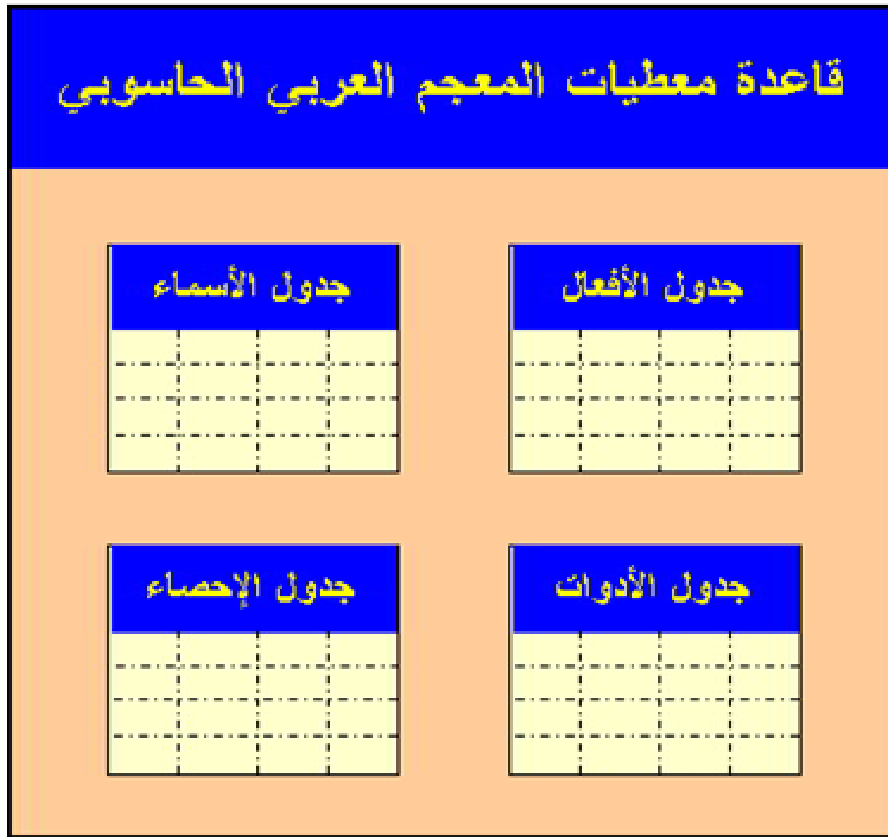 قاعدة معطيات المعجم العربي الحاسوبي
جدول الأفعال
جدول الأسماء
جدول الأدوات
جدول الإحصاء